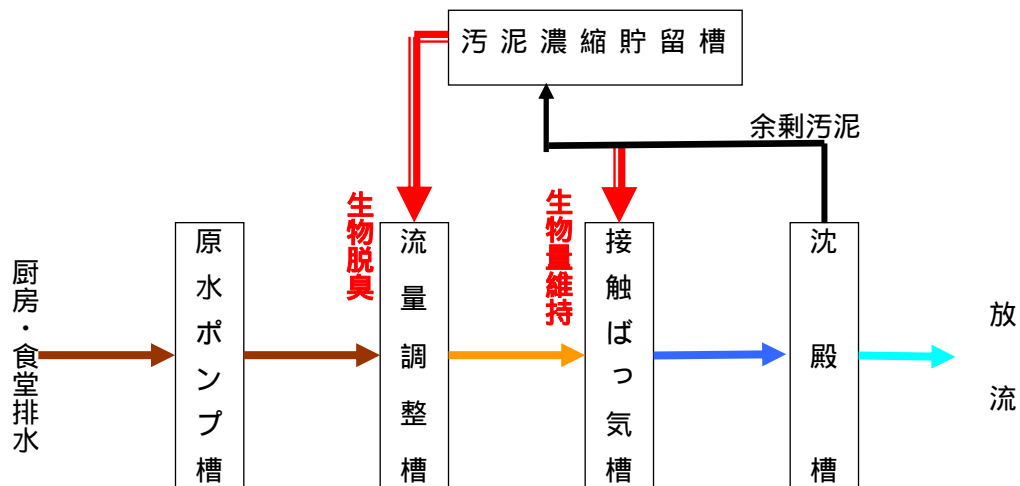 汚泥濃縮貯留槽
余剰汚泥
厨房・食堂排水
原水ポンプ槽
生物脱臭
流量調整槽
生物量維持
接触ばっ気槽
沈殿槽
放流